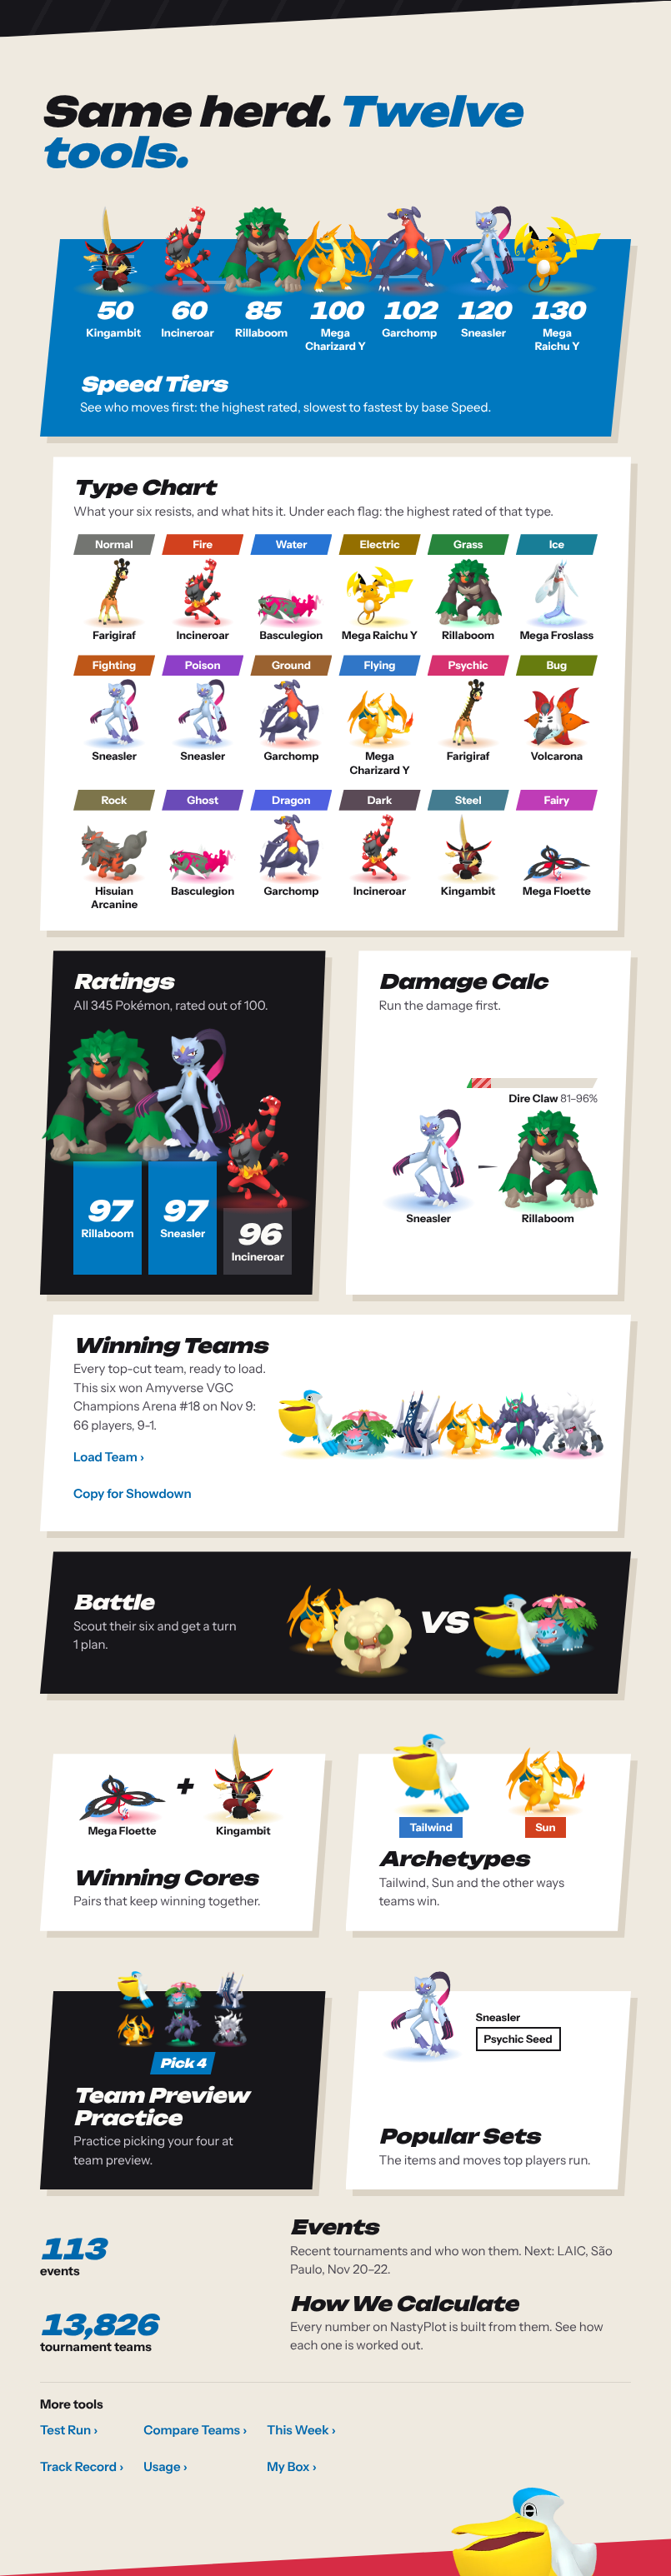 Same herd. Twelve
tools.
50
Kingambit
60
Incineroar
85
Rillaboom
100
Mega
Charizard Y
102
Garchomp
120
Sneasler
130
Mega
Raichu Y
Speed Tiers
See who moves first: the highest rated, slowest to fastest by base Speed.
Type Chart
What your six resists, and what hits it. Under each flag: the highest rated of that type.
Normal
Fire
Water
Electric
Grass
Ice
Farigiraf
Incineroar
Basculegion
Mega Raichu Y
Rillaboom
Mega Froslass
Fighting
Poison
Ground
Flying
Psychic
Bug
Sneasler
Sneasler
Garchomp
Mega
Charizard Y
Farigiraf
Volcarona
Rock
Ghost
Dragon
Dark
Steel
Fairy
Hisuian
Arcanine
Basculegion
Garchomp
Incineroar
Kingambit
Mega Floette
Ratings
All 345 Pokémon, rated out of 100.
97
Rillaboom
97
Sneasler
96
Incineroar
Damage Calc
Run the damage first.
Dire Claw 81–96%
Sneasler
Rillaboom
Winning Teams
Every top-cut team, ready to load.
This six won Amyverse VGC
Champions Arena #18 on Nov 9:
66 players, 9-1.
Load Team ›
Copy for Showdown
Battle
Scout their six and get a turn
1 plan.
VS
Mega Floette
+
Kingambit
Winning Cores
Pairs that keep winning together.
Tailwind
Sun
Archetypes
Tailwind, Sun and the other ways
teams win.
Pick 4
Team Preview
Practice
Practice picking your four at
team preview.
Sneasler
Psychic Seed
Popular Sets
The items and moves top players run.
113
events
13,826
tournament teams
Events
Recent tournaments and who won them. Next: LAIC, São
Paulo, Nov 20–22.
How We Calculate
Every number on NastyPlot is built from them. See how
each one is worked out.
More tools
Test Run ›
Compare Teams ›
This Week ›
Track Record ›
Usage ›
My Box ›